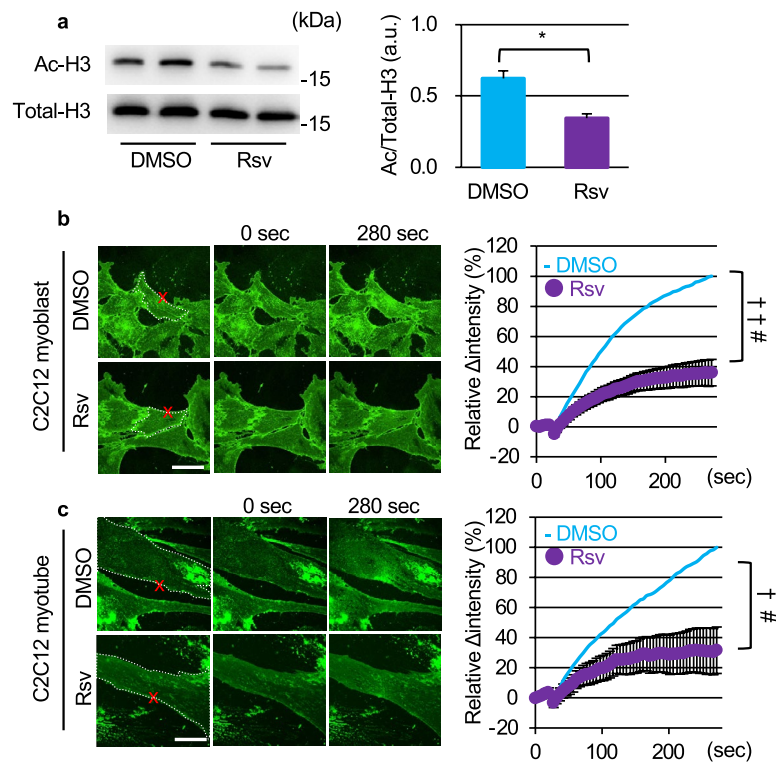 a
(kDa)
Ac-H3
-15
Total-H3
-15
DMSO Rsv
Ac/Total-H3 (a.u.)
1.0
0.5
0.0
*
DMSO Rsv
b
0 sec 280 sec
C2C12 myoblast
DMSO
X
Rsv
X
Relative Δintensity (%)
120
100
80
60
40
20
0
-20
- DMSO
Rsv
††#
0 100 200 (sec)
c
0 sec 280 sec
C2C12 myotube
DMSO
X
Rsv
X
Relative Δintensity (%)
120
100
80
60
40
20
0
-20
- DMSO
Rsv
† #
0 100 200 (sec)